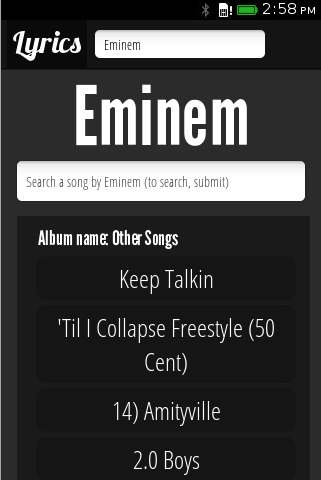 2:58 PM
Lyrics
Eminem
Eminem
Search a song by Eminem (to search, submit)
Album name: Other Songs
Keep Talkin
'Til I Collapse Freestyle (50
Cent)
14) Amityville
2.0 Boys